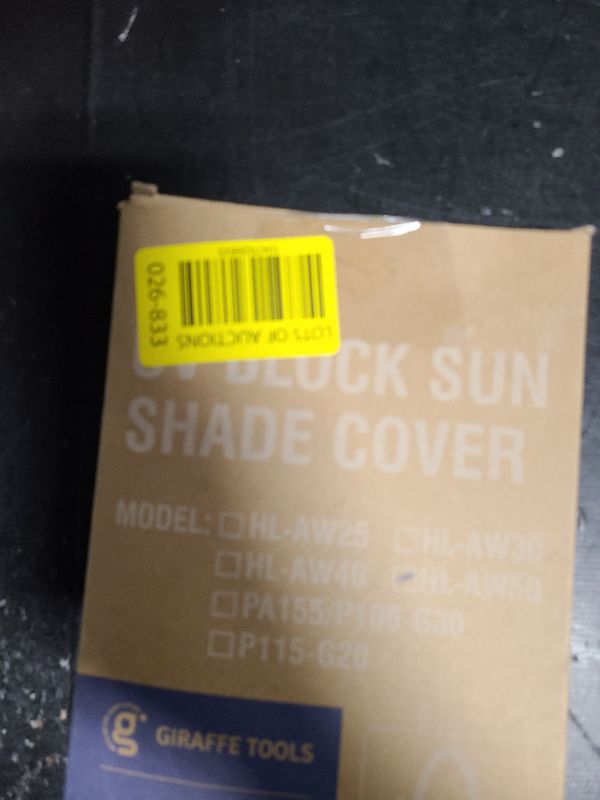 026-833
LOTS OF AUCTIONS
UV BLOCK SUN
SHADE COVER
MODEL: HL-AW25 HL-AW30
HL-AW40 HL-AW50
PA155/P105-G30
P115-G20
g
GIRAFFE TOOLS